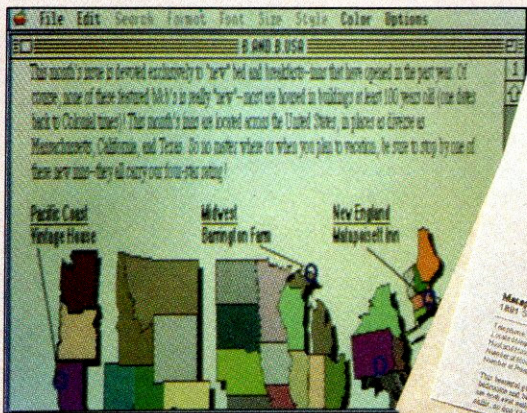 File Edit Search Format Font Size Style Color Options
B.AND.B.USA
This month's issue is devoted exclusively to "new" bed and breakfasts—inns that have opened in the past year. Of
course, none of these featured B&B's is really "new"—most are housed in buildings at least 100 years old (one dates
back to Colonial times)! This month's inns are located across the United States, in places as diverse as
Massachusetts, California, and Texas. So no matter where or when you plan to vacation, be sure to stop by one of
these new inns—they all carry our four-star rating!
Pacific Coast
Vintage House
Midwest
Barrington Farm
New England
Matapoisett Inn
1
1891